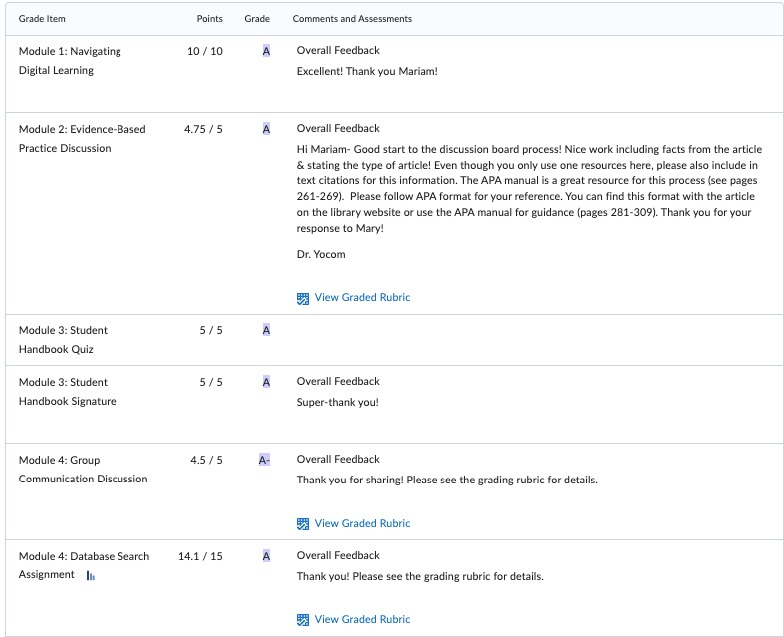 Grade Item Points Grade Comments and Assessments
Module 1: Navigating Digital Learning 10 / 10 A Overall Feedback
Excellent! Thank you Mariam!
Module 2: Evidence-Based Practice Discussion 4.75 / 5 A Overall Feedback
Hi Mariam- Good start to the discussion board process! Nice work including facts from the article
& stating the type of article! Even though you only use one resources here, please also include in
text citations for this information. The APA manual is a great resource for this process (see pages
261-269).  Please follow APA format for your reference. You can find this format with the article
on the library website or use the APA manual for guidance (pages 281-309). Thank you for your
response to Mary!
Dr. Yocom
View Graded Rubric
Module 3: Student Handbook Quiz 5 / 5 A
Module 3: Student Handbook Signature 5 / 5 A Overall Feedback
Super-thank you!
Module 4: Group Communication Discussion 4.5 / 5 A- Overall Feedback
Thank you for sharing! Please see the grading rubric for details.
View Graded Rubric
Module 4: Database Search Assignment 14.1 / 15 A Overall Feedback
Thank you! Please see the grading rubric for details.
View Graded Rubric